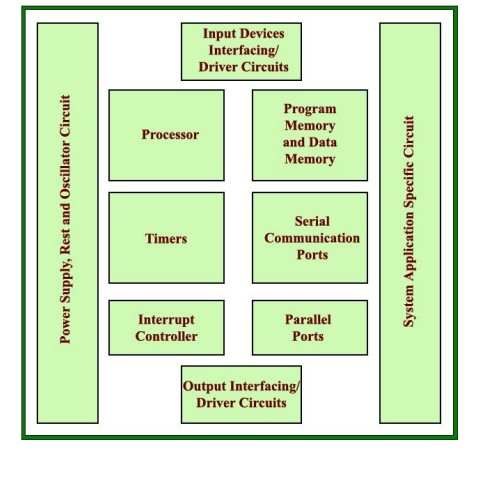 Input Devices
Interfacing/
Driver Circuits
Power Supply, Rest and Oscillator Circuit
Processor
Program
Memory
and Data
Memory
System Application Specific Circuit
Timers
Serial
Communication
Ports
Interrupt
Controller
Parallel
Ports
Output Interfacing/
Driver Circuits